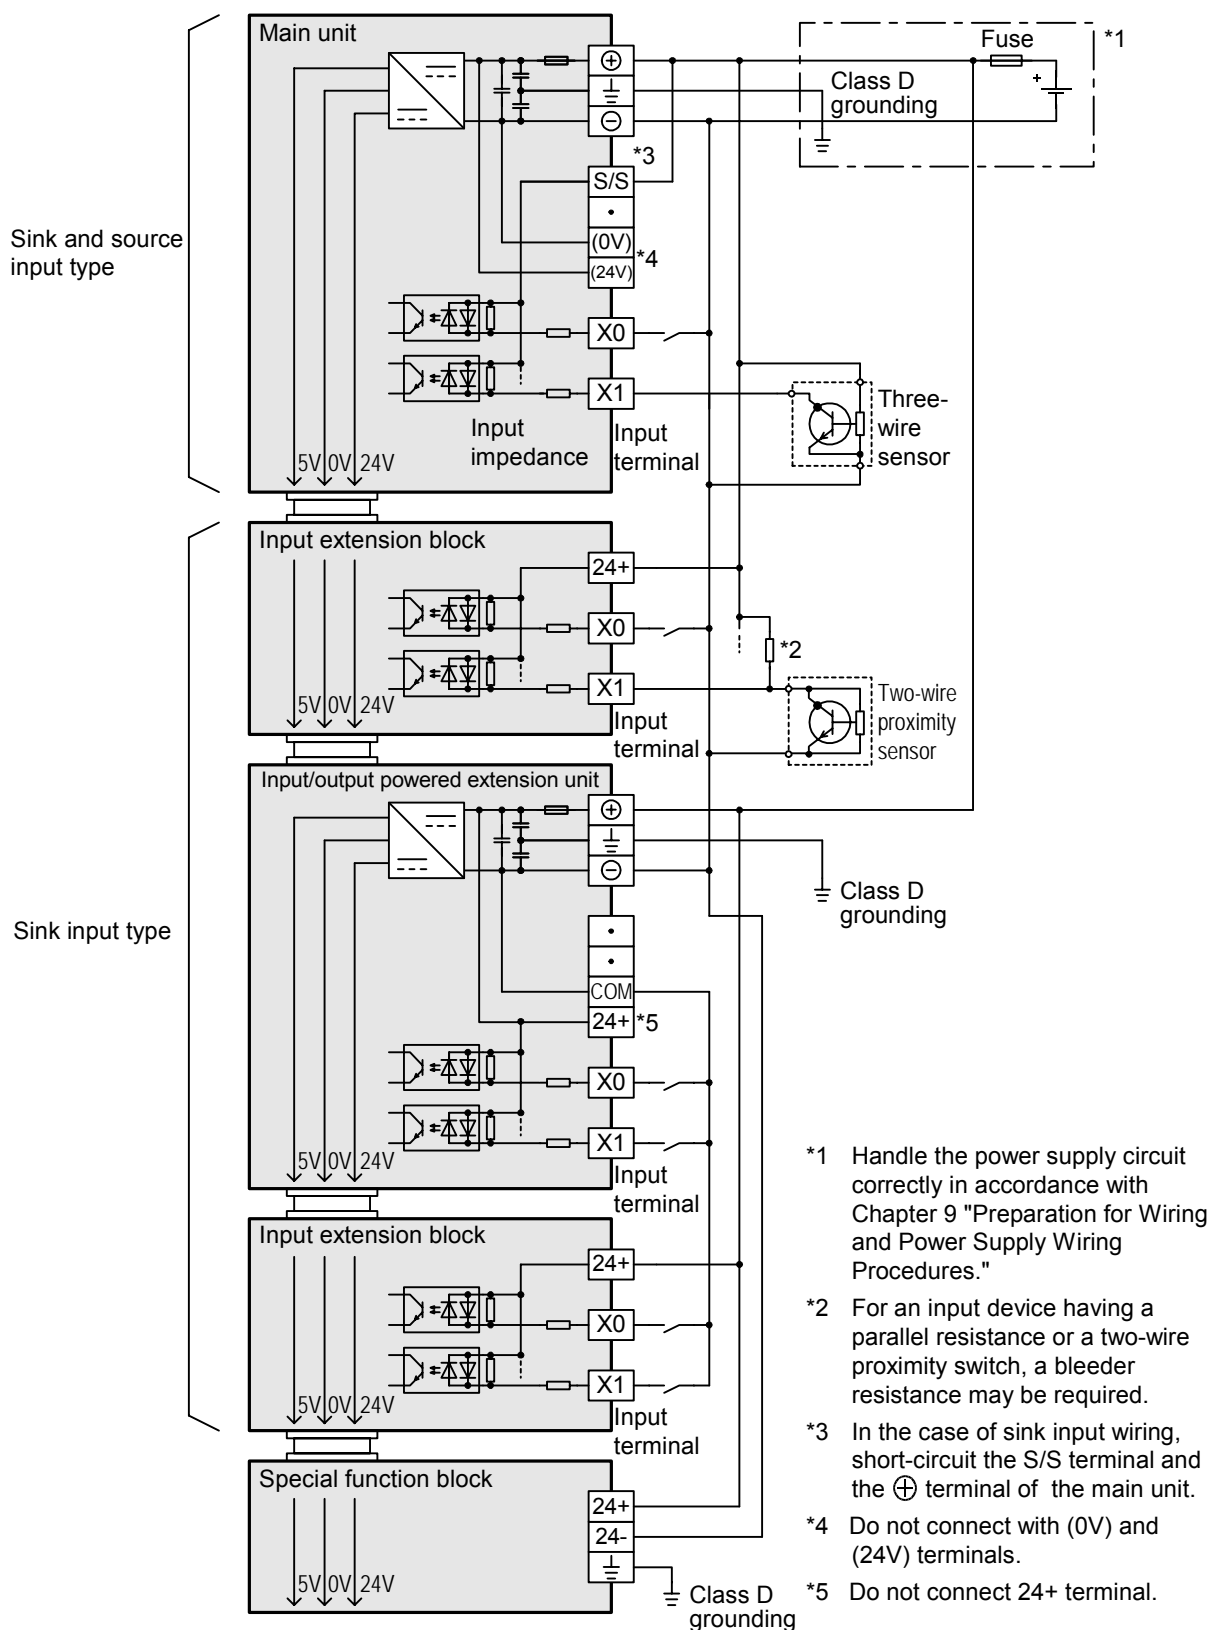 Main unit
Fuse
*1
Class D
grounding
+
*3
S/S
(0V)
*4
(24V)
Sink and source
input type
X0
X1
Three-
wire
sensor
Input
impedance
Input
terminal
5V 0V 24V
Input extension block
24+
X0
*2
X1
Two-wire
proximity
sensor
5V 0V 24V
Input
terminal
Input/output powered extension unit
Class D
grounding
Sink input type
COM
24+ *5
X0
X1
5V 0V 24V
Input
terminal
Input extension block
24+
X0
X1
5V 0V 24V
Input
terminal
Special function block
24+
24-
5V 0V 24V
Class D
grounding
*1 Handle the power supply circuit
correctly in accordance with
Chapter 9 "Preparation for Wiring
and Power Supply Wiring
Procedures."
*2 For an input device having a
parallel resistance or a two-wire
proximity switch, a bleeder
resistance may be required.
*3 In the case of sink input wiring,
short-circuit the S/S terminal and
the ⊕ terminal of the main unit.
*4 Do not connect with (0V) and
(24V) terminals.
*5 Do not connect 24+ terminal.